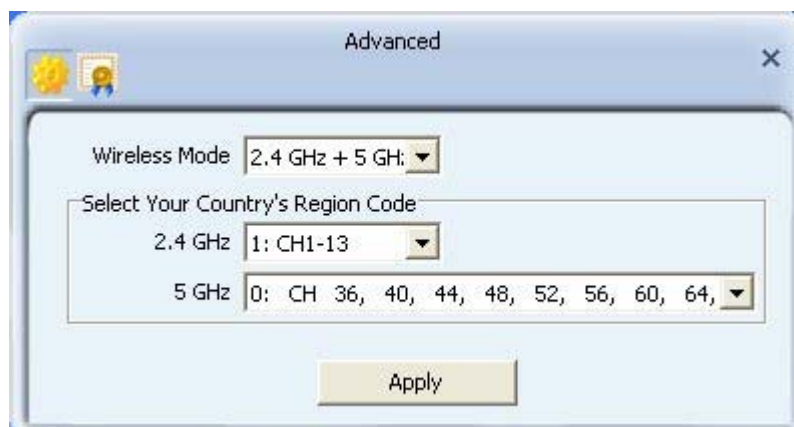 Advanced
Wireless Mode 2.4 GHz + 5 GH:
Select Your Country's Region Code
2.4 GHz 1: CH1-13
5 GHz 0: CH 36, 40, 44, 48, 52, 56, 60, 64,
Apply